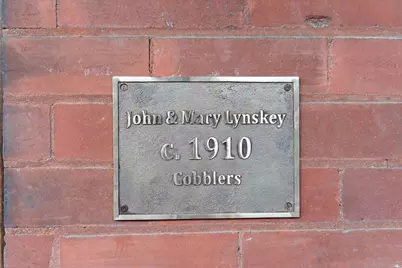 John & Mary Lynskey
c. 1910
Cobblers